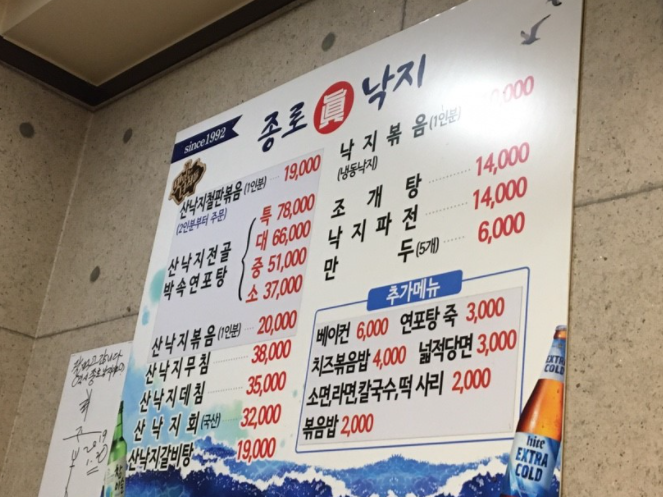 since1992
종로 眞 낙지
산낙지철판볶음 (1인분) 19,000
(2인분부터 주문)
산낙지전골
박속연포탕
특 78,000
대 66,000
중 51,000
소 37,000
산낙지볶음 (1인분) 20,000
산낙지무침 38,000
산낙지데침 35,000
산낙지회 (국산) 32,000
산낙지갈비탕 19,000
낙지볶음 (1인분)
(냉동낙지)
조개탕 14,000
낙지파전 14,000
만두 (5개) 6,000
추가메뉴
베이컨 6,000 연포탕 죽 3,000
치즈볶음밥 4,000 넓적당면 3,000
소면,라면,칼국수,떡 사리 2,000
볶음밥 2,000
EXTRA COLD
hite
EXTRA
COLD